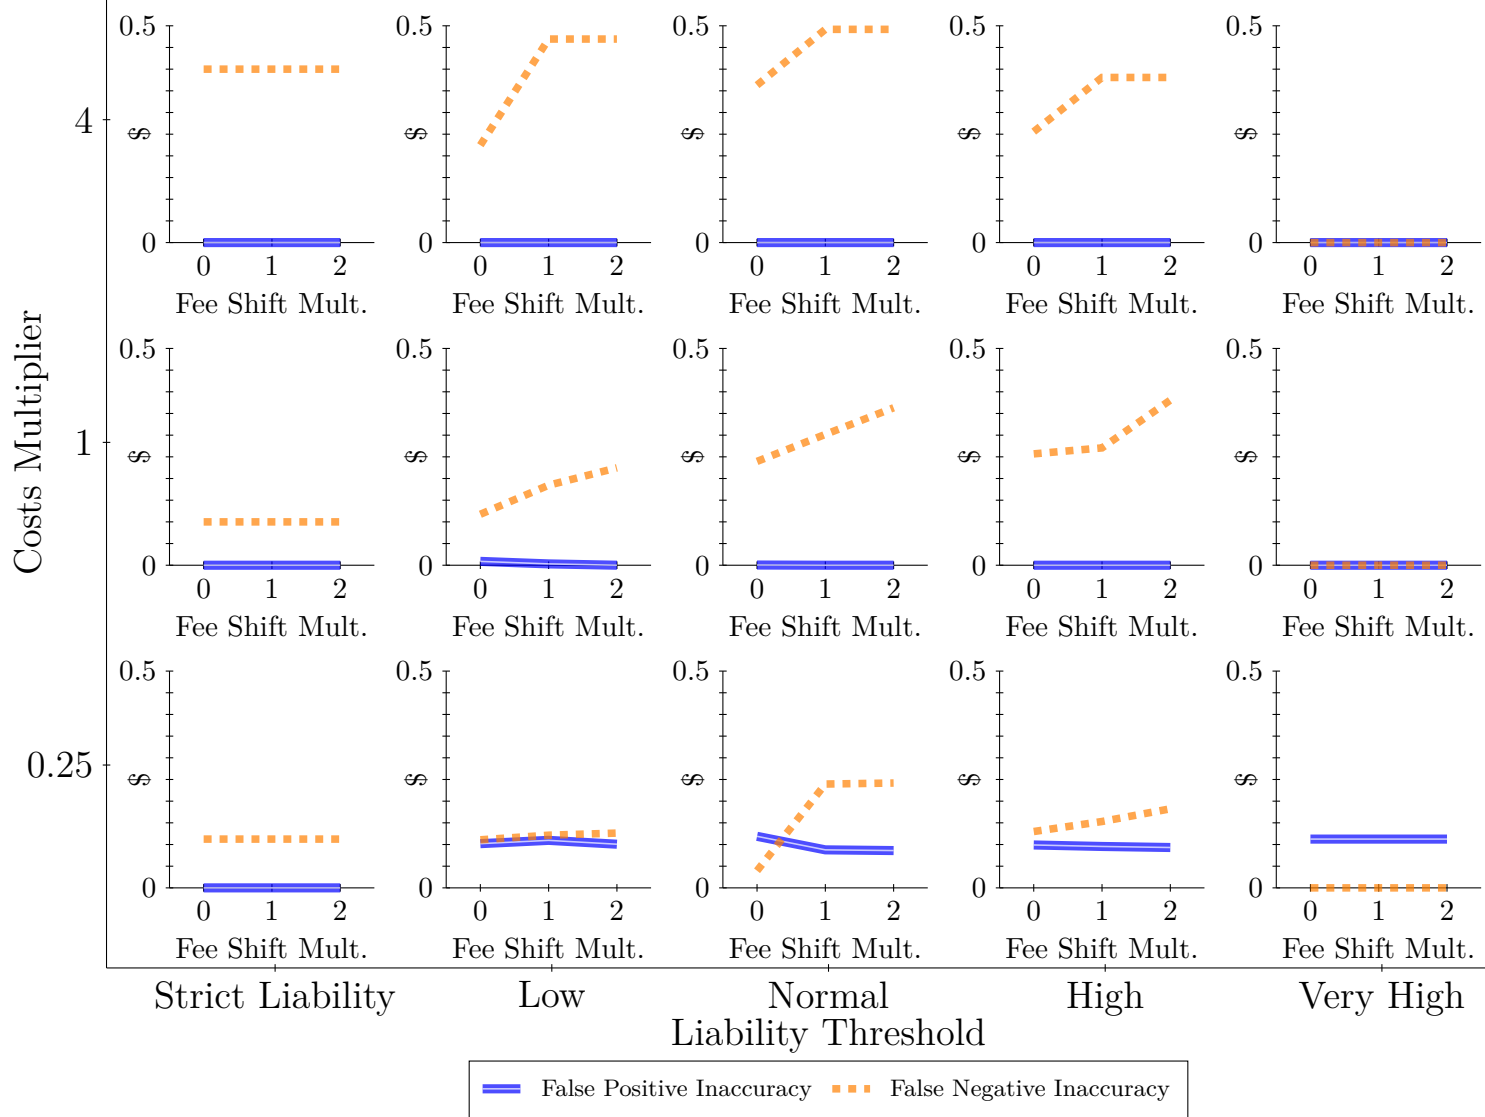 Costs Multiplier
4
0.5 0.5 0.5 0.5 0.5
$ $ $ $ $
0 0 0 0 0
0 1 2 0 1 2 0 1 2 0 1 2 0 1 2
Fee Shift Mult. Fee Shift Mult. Fee Shift Mult. Fee Shift Mult. Fee Shift Mult.
1
0.5 0.5 0.5 0.5 0.5
$ $ $ $ $
0 0 0 0 0
0 1 2 0 1 2 0 1 2 0 1 2 0 1 2
Fee Shift Mult. Fee Shift Mult. Fee Shift Mult. Fee Shift Mult. Fee Shift Mult.
0.25
0.5 0.5 0.5 0.5 0.5
$ $ $ $ $
0 0 0 0 0
0 1 2 0 1 2 0 1 2 0 1 2 0 1 2
Fee Shift Mult. Fee Shift Mult. Fee Shift Mult. Fee Shift Mult. Fee Shift Mult.
Strict Liability Low Normal High Very High
Liability Threshold
False Positive Inaccuracy False Negative Inaccuracy